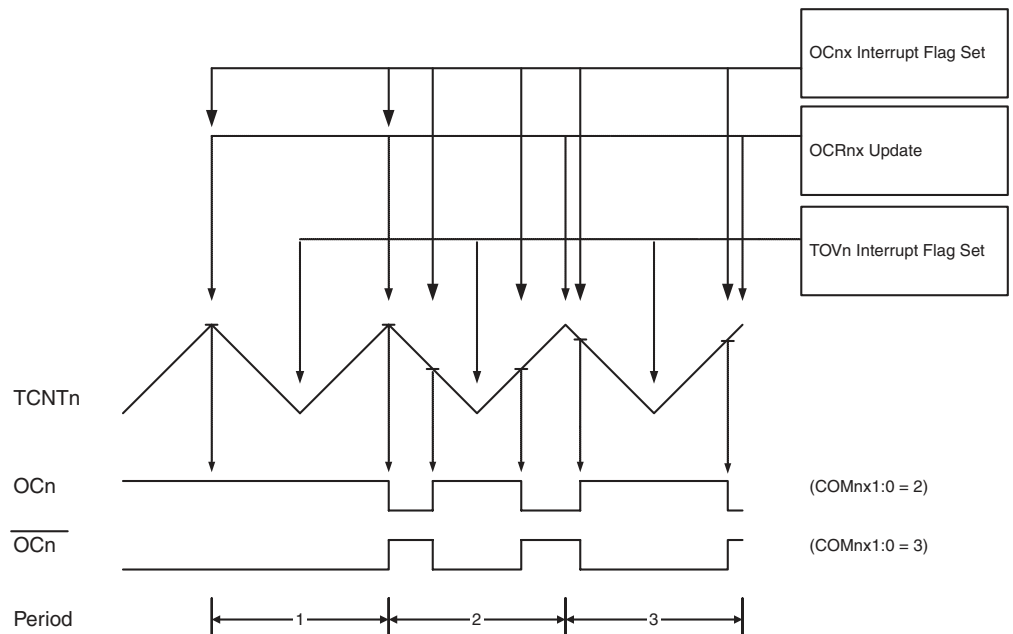 OCnx Interrupt Flag Set
OCRnx Update
TOVn Interrupt Flag Set
TCNTn
OCn (COMnx1:0 = 2)
OCn (COMnx1:0 = 3)
Period 1 2 3